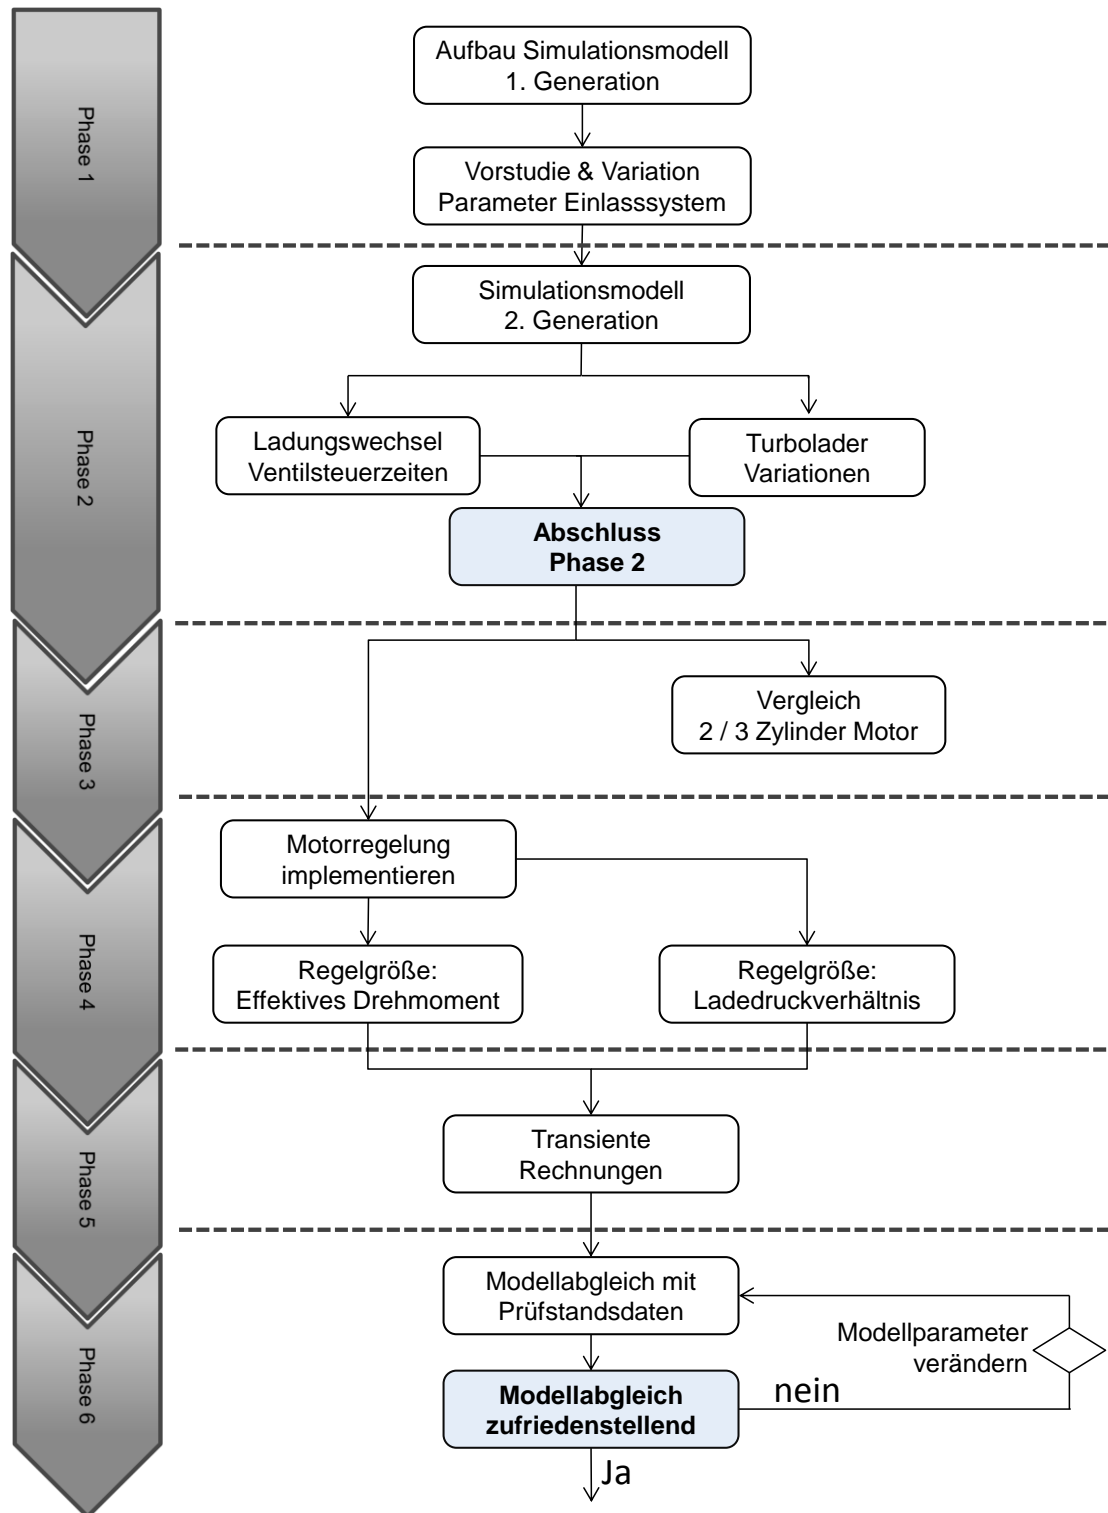 Phase 1
Aufbau Simulationsmodell
1. Generation
Vorstudie & Variation
Parameter Einlasssystem
Phase 2
Simulationsmodell
2. Generation
Ladungswechsel
Ventilsteuerzeiten
Turbolader
Variationen
Abschluss
Phase 2
Phase 3
Vergleich
2 / 3 Zylinder Motor
Phase 4
Motorregelung
implementieren
Regelgröße:
Effektives Drehmoment
Regelgröße:
Ladedruckverhältnis
Phase 5
Transiente
Rechnungen
Phase 6
Modellabgleich mit
Prüfstandsdaten
Modellparameter
verändern
Modellabgleich
zufriedenstellend
nein
Ja